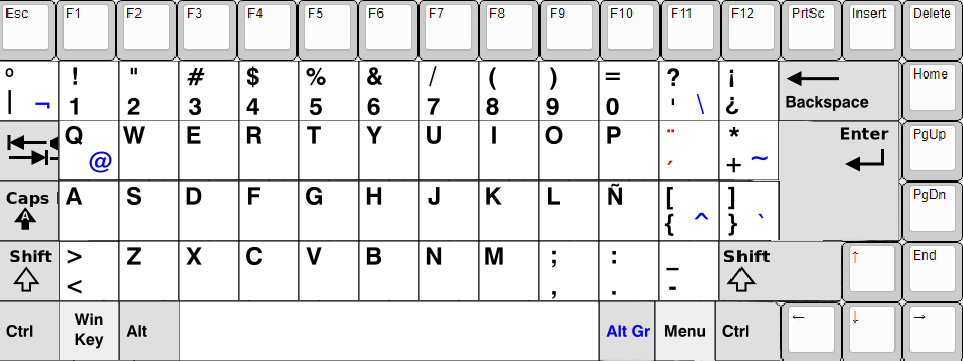 Esc F1 F2 F3 F4 F5 F6 F7 F8 F9 F10 F11 F12 PrtSc Insert Delete
° ! " # $ % & / ( ) = ? ¡ Home
| ¬ 1 2 3 4 5 6 7 8 9 0 ' \ ¿ Backspace
Q W E R T Y U I O P ¨ * Enter PgUp
@ ´ + ~
Caps A S D F G H J K L Ñ [ ] PgDn
A { ^ } `
Shift > Z X C V B N M ; : _ Shift ↑ End
< , . -
Ctrl Win Key Alt Alt Gr Menu Ctrl ← ↓ →